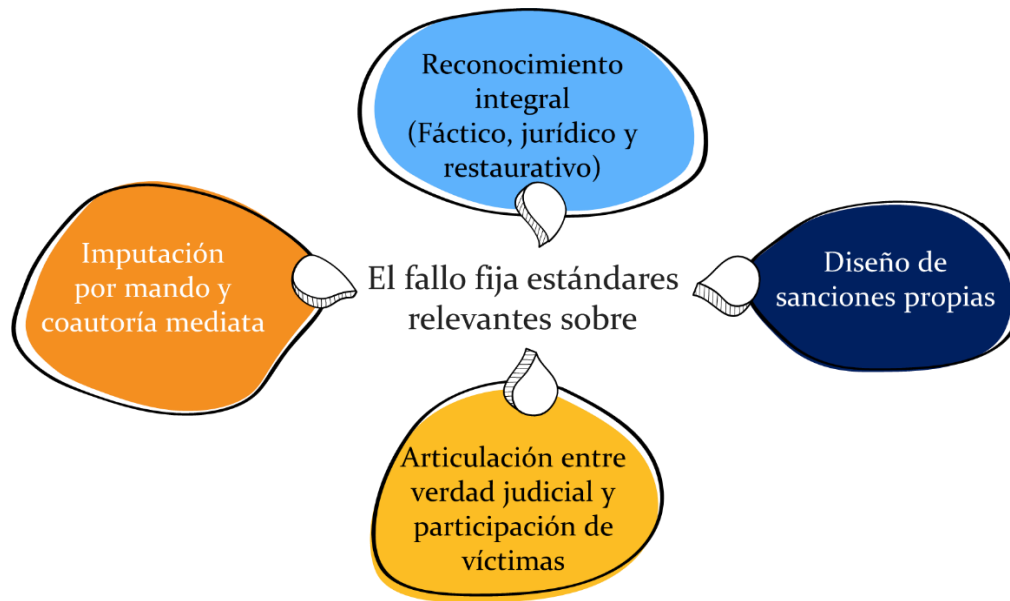 Reconocimiento
integral
(Fáctico, jurídico y
restaurativo)
Imputación
por mando y
coautoría mediata
El fallo fija estándares
relevantes sobre
Diseño de
sanciones propias
Articulación entre
verdad judicial y
participación de
víctimas